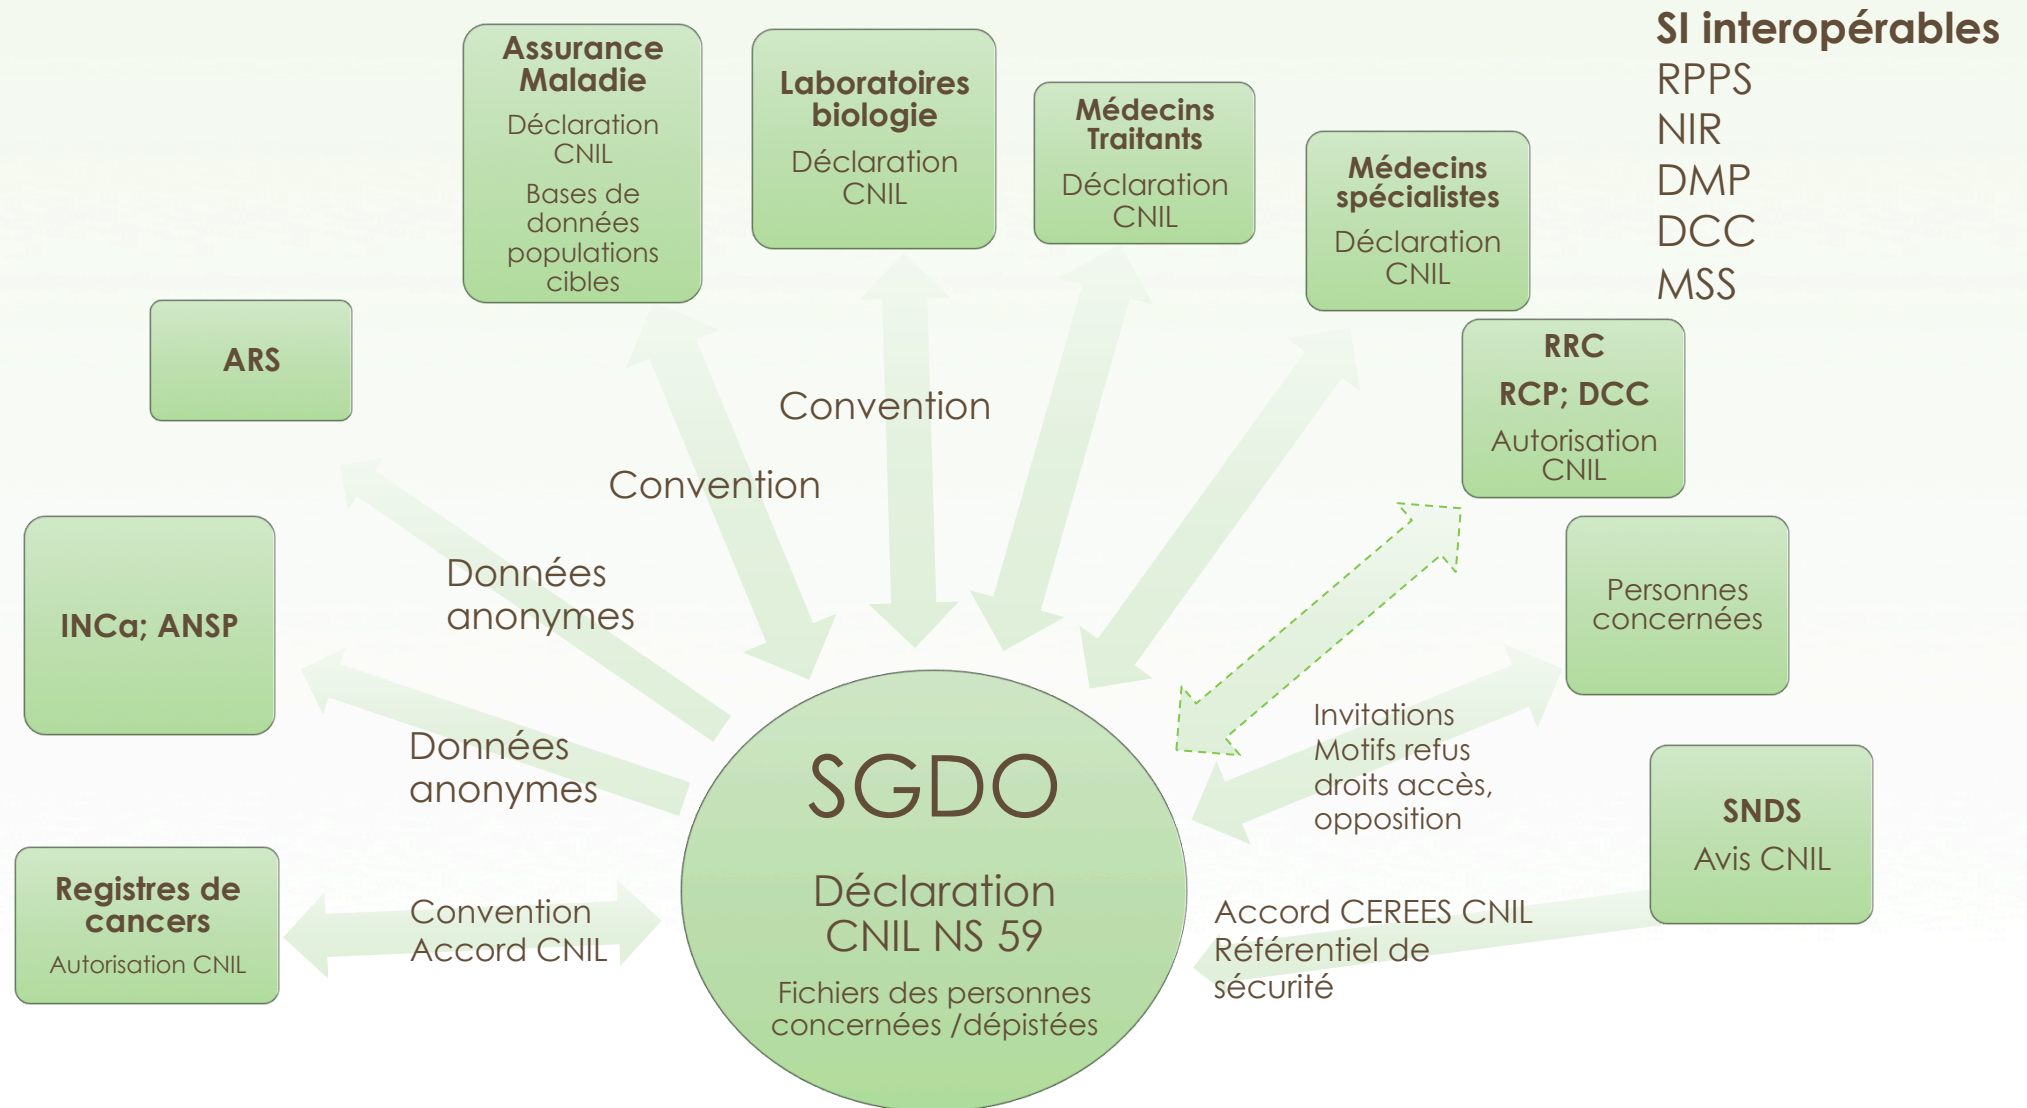 SI interopérables
RPPS
NIR
DMP
DCC
MSS
Assurance
Maladie
Déclaration
CNIL
Bases de
données
populations
cibles
Laboratoires
biologie
Déclaration
CNIL
Médecins
Traitants
Déclaration
CNIL
Médecins
spécialistes
Déclaration
CNIL
RRC
RCP; DCC
Autorisation
CNIL
ARS
Convention
Convention
Données
anonymes
INCa; ANSP
Personnes
concernées
Données
anonymes
Invitations
Motifs refus
droits accès,
opposition
SNDS
Avis CNIL
Registres de
cancers
Autorisation CNIL
Convention
Accord CNIL
SGDO
Déclaration
CNIL NS 59
Fichiers des personnes
concernées /dépistées
Accord CEREES CNIL
Référentiel de
sécurité